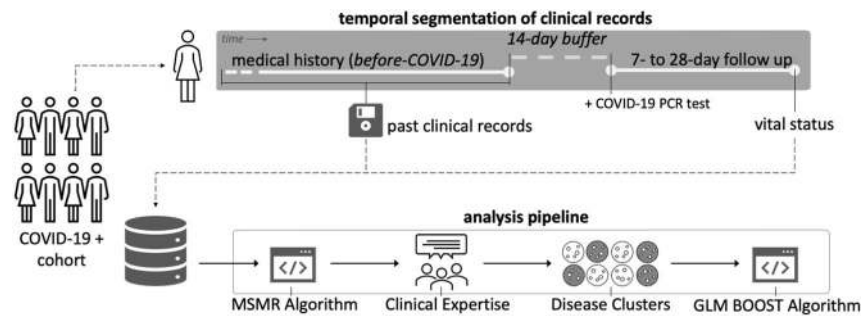 temporal segmentation of clinical records
time
14-day buffer
medical history (before-COVID-19)
7- to 28-day follow up
+ COVID-19 PCR test
past clinical records
vital status
COVID-19 +
cohort
analysis pipeline
</>
</>
MSMR Algorithm
Clinical Expertise
Disease Clusters
GLM BOOST Algorithm